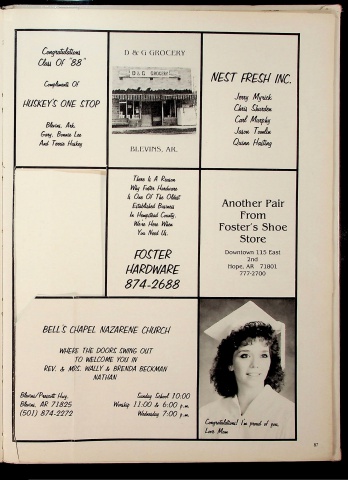 Congratulations
Class Of "88"
Compliments Of
HUSKEY'S ONE STOP
Blevins, Ark.
Gary, Bonnie Lee
And Terrie Huskey
D & G GROCERY
D & G GROCERY
BLEVINS, AR.
NEST FRESH INC.
Jerry Myrick
Chris Sharden
Carl Murphy
Jason Tomlin
Quinn Hasting
There Is A Reason
Why Foster Hardware
Is One Of The Oldest
Established Business
In Hempstead County,
We're Here When
You Need Us.
FOSTER
HARDWARE
874-2688
Another Pair
From
Foster's Shoe
Store
Downtown 115 East
2nd
Hope, AR 71801
777-2700
BELL'S CHAPEL NAZARENE CHURCH
WHERE THE DOORS SWING OUT
TO WELCOME YOU IN
REV. & MRS. WALLY & BRENDA BECKMAN
NATHAN
Blevins/Prescott Hwy.
Blevins, AR 71825
(501) 874-2272
Sunday School 10:00
Worship 11:00 & 6:00 p.m.
Wednesday 7:00 p.m.
Congratulations! I'm proud of you.
Love Mom
87